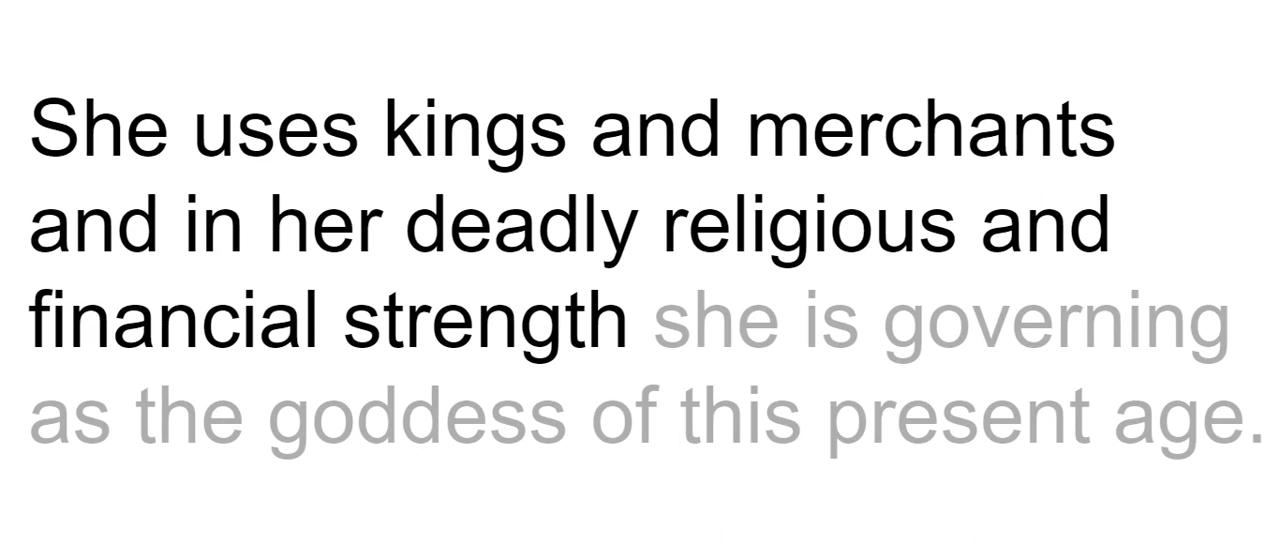 She uses kings and merchants
and in her deadly religious and
financial strength she is governing
as the goddess of this present age.